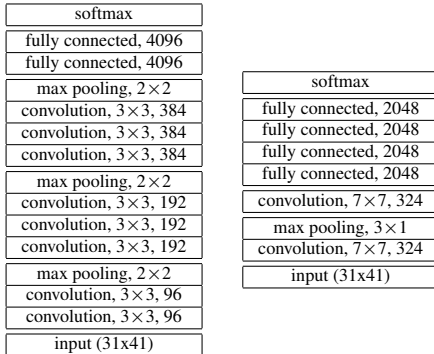 softmax
fully connected, 4096
fully connected, 4096
max pooling, 2×2
convolution, 3×3, 384
convolution, 3×3, 384
convolution, 3×3, 384
max pooling, 2×2
convolution, 3×3, 192
convolution, 3×3, 192
convolution, 3×3, 192
max pooling, 2×2
convolution, 3×3, 96
convolution, 3×3, 96
input (31x41)
softmax
fully connected, 2048
fully connected, 2048
fully connected, 2048
fully connected, 2048
convolution, 7×7, 324
max pooling, 3×1
convolution, 7×7, 324
input (31x41)